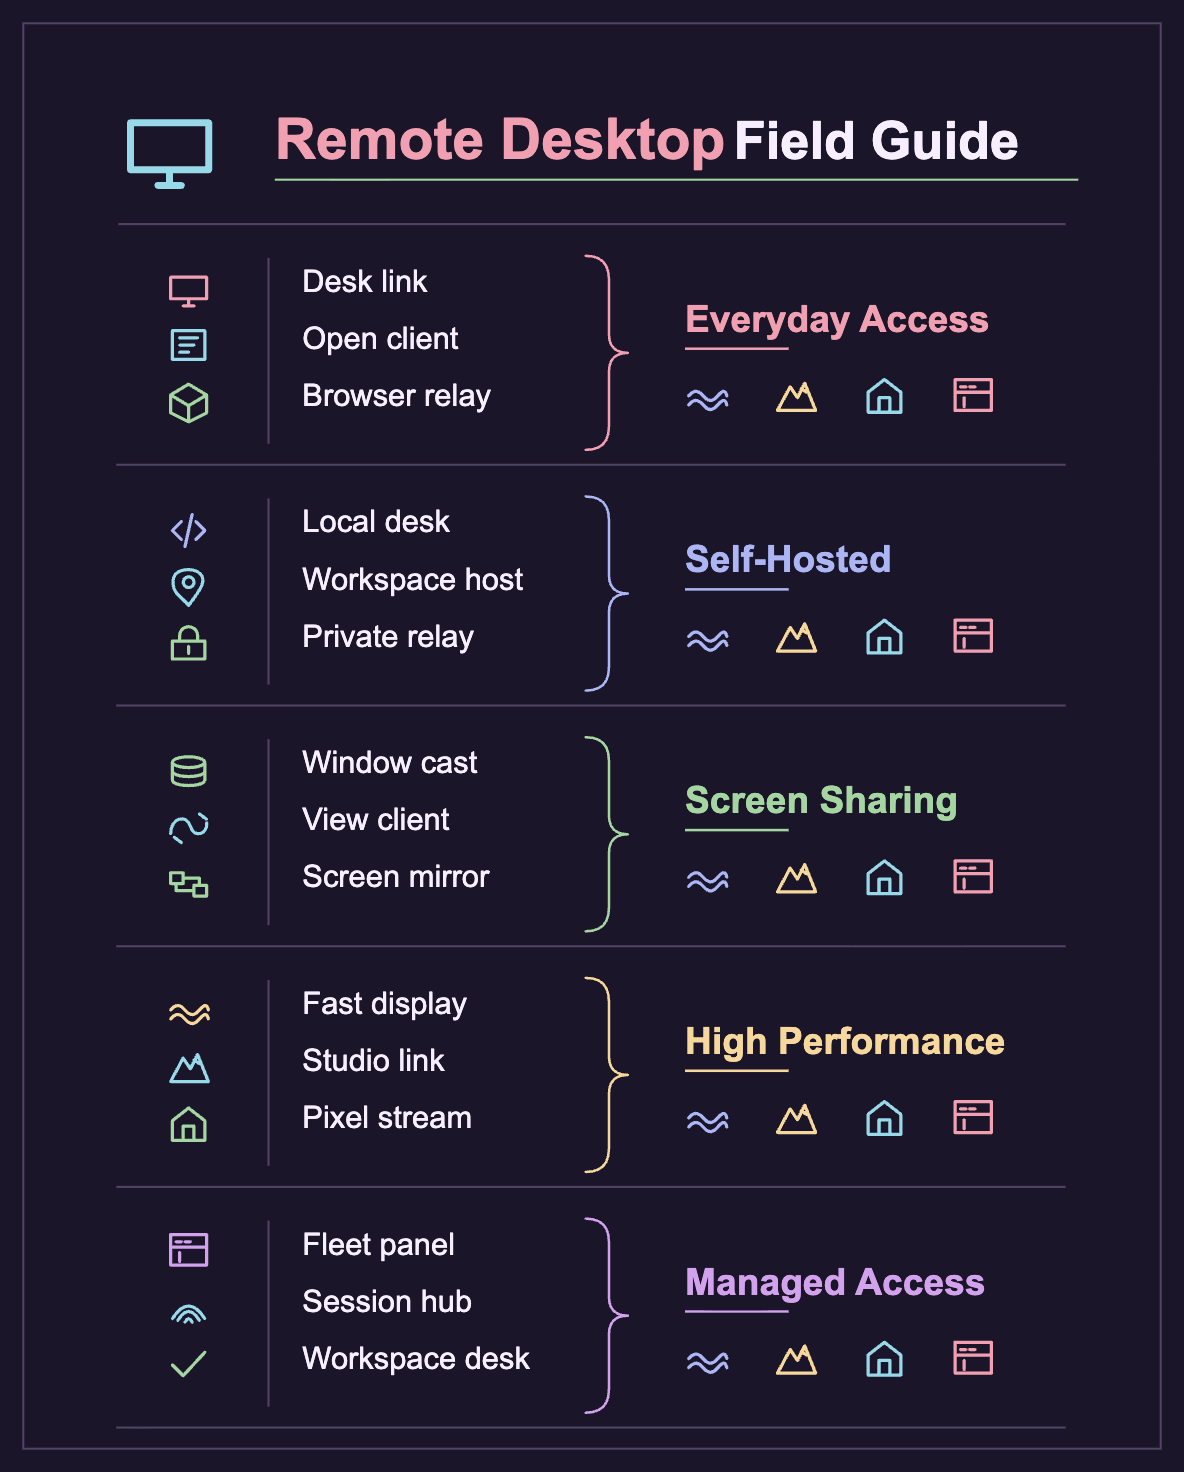 Remote Desktop Field Guide
Desk link
Open client
Browser relay
Everyday Access
Local desk
Workspace host
Private relay
Self-Hosted
Window cast
View client
Screen mirror
Screen Sharing
Fast display
Studio link
Pixel stream
High Performance
Fleet panel
Session hub
Workspace desk
Managed Access